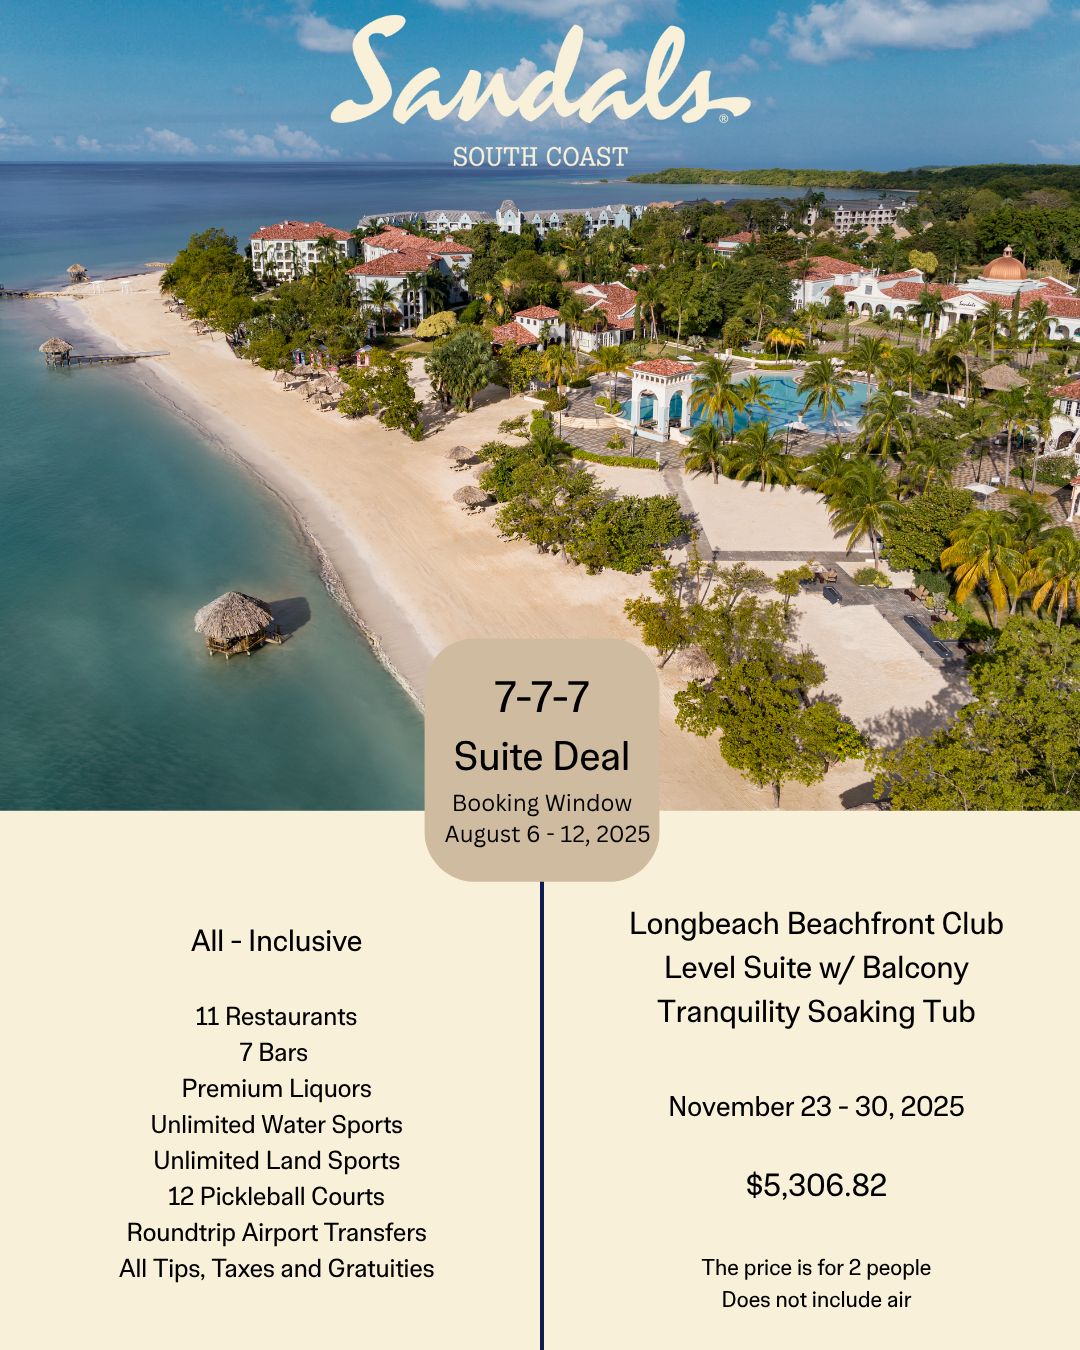 Sandals®
SOUTH COAST
Sandals
7-7-7
Suite Deal
Booking Window
August 6 - 12, 2025
All - Inclusive
11 Restaurants
7 Bars
Premium Liquors
Unlimited Water Sports
Unlimited Land Sports
12 Pickleball Courts
Roundtrip Airport Transfers
All Tips, Taxes and Gratuities
Longbeach Beachfront Club
Level Suite w/ Balcony
Tranquility Soaking Tub
November 23 - 30, 2025
$5,306.82
The price is for 2 people
Does not include air